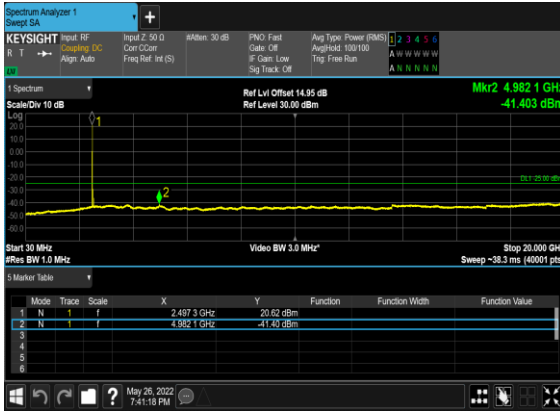 Spectrum Analyzer 1
Swept SA
+
KEYSIGHT Input: RF Input Z: 50 Ω #Atten: 30 dB PNO: Fast Avg Type: Power (RMS) 1 2 3 4 5 6
R T Coupling: DC Corr CCorr Gate: Off Avg|Hold: 100/100 A W W W W W
Align: Auto Freq Ref: Int (S) IF Gain: Low Trig: Free Run
Sig Track: Off A N N N N N
1 Spectrum Ref Lvl Offset 14.95 dB Mkr2 4.982 1 GHz
Scale/Div 10 dB Ref Level 30.00 dBm -41.403 dBm
Log
20.0
10.0
0.00
-10.0
-20.0
-30.0
-40.0
-50.0
-60.0
1
2
Start 30 MHz Video BW 3.0 MHz* Stop 20.000 GH
#Res BW 1.0 MHz Sweep ~38.3 ms (40001 pts
5 Marker Table
Mode Trace Scale X Y Function Function Width Function Value
1 N 1 f 2.497 3 GHz 20.62 dBm
2 N 1 f 4.982 1 GHz -41.40 dBm
3
4
5
6
? May 26, 2022
7:41:18 PM